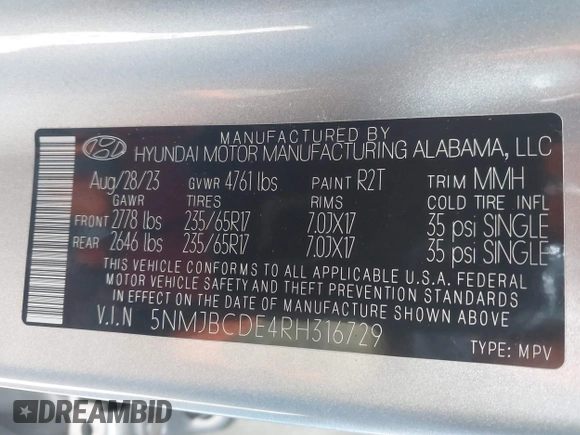 MANUFACTURED BY
HYUNDAI MOTOR MANUFACTURING ALABAMA, LLC
Aug/28/23 GVWR 4761 lbs PAINT R2T TRIM MMH
GAWR TIRES RIMS COLD TIRE INFL
FRONT 2778 lbs 235/65R17 7.0JX17 35 psi SINGLE
REAR 2646 lbs 235/65R17 7.0JX17 35 psi SINGLE
THIS VEHICLE CONFORMS TO ALL APPLICABLE U.S.A. FEDERAL
MOTOR VEHICLE SAFETY AND THEFT PREVENTION STANDARDS
IN EFFECT ON THE DATE OF MANUFACTURE SHOWN ABOVE.
V.I.N 5NMJBCDE4RH316729
TYPE: MPV
DREAMBID